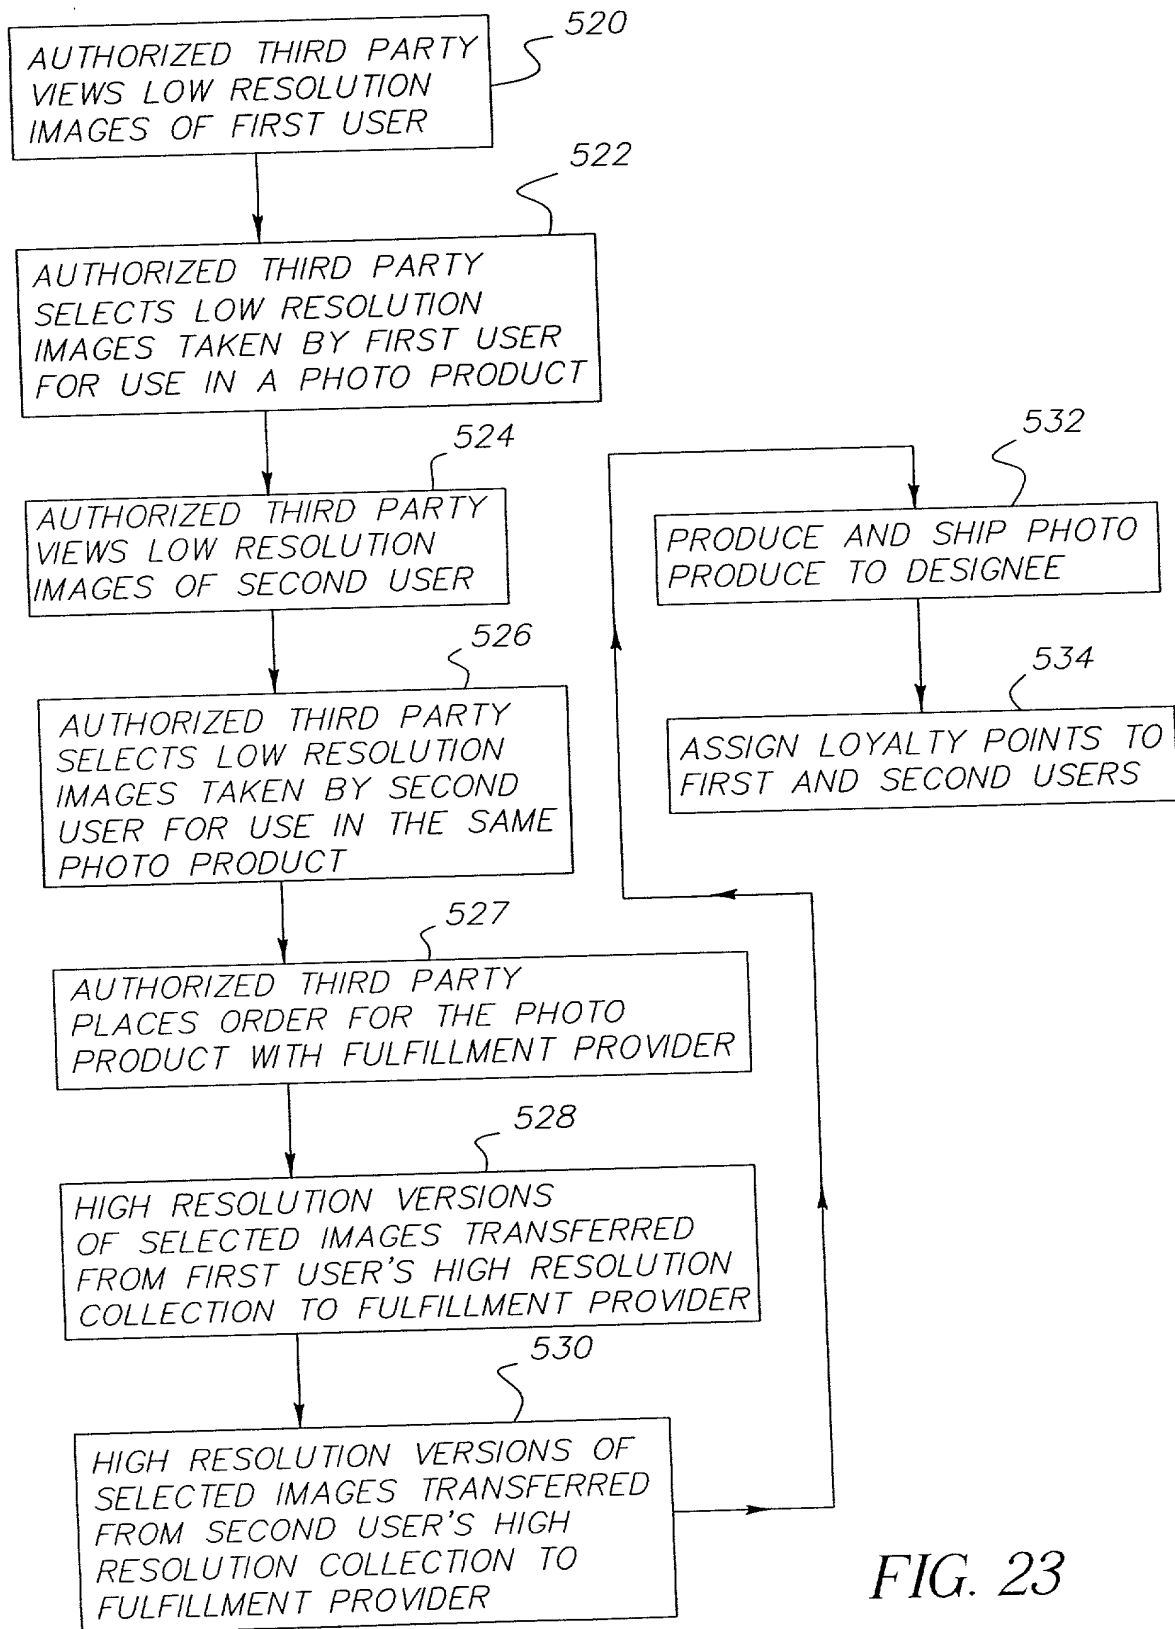 520
AUTHORIZED THIRD PARTY
VIEWS LOW RESOLUTION
IMAGES OF FIRST USER
522
AUTHORIZED THIRD PARTY
SELECTS LOW RESOLUTION
IMAGES TAKEN BY FIRST USER
FOR USE IN A PHOTO PRODUCT
524
AUTHORIZED THIRD PARTY
VIEWS LOW RESOLUTION
IMAGES OF SECOND USER
526
AUTHORIZED THIRD PARTY
SELECTS LOW RESOLUTION
IMAGES TAKEN BY SECOND
USER FOR USE IN THE SAME
PHOTO PRODUCT
527
AUTHORIZED THIRD PARTY
PLACES ORDER FOR THE PHOTO
PRODUCT WITH FULFILLMENT PROVIDER
528
HIGH RESOLUTION VERSIONS
OF SELECTED IMAGES TRANSFERRED
FROM FIRST USER'S HIGH RESOLUTION
COLLECTION TO FULFILLMENT PROVIDER
530
HIGH RESOLUTION VERSIONS OF
SELECTED IMAGES TRANSFERRED
FROM SECOND USER'S HIGH
RESOLUTION COLLECTION TO
FULFILLMENT PROVIDER
532
PRODUCE AND SHIP PHOTO
PRODUCE TO DESIGNEE
534
ASSIGN LOYALTY POINTS TO
FIRST AND SECOND USERS
FIG. 23